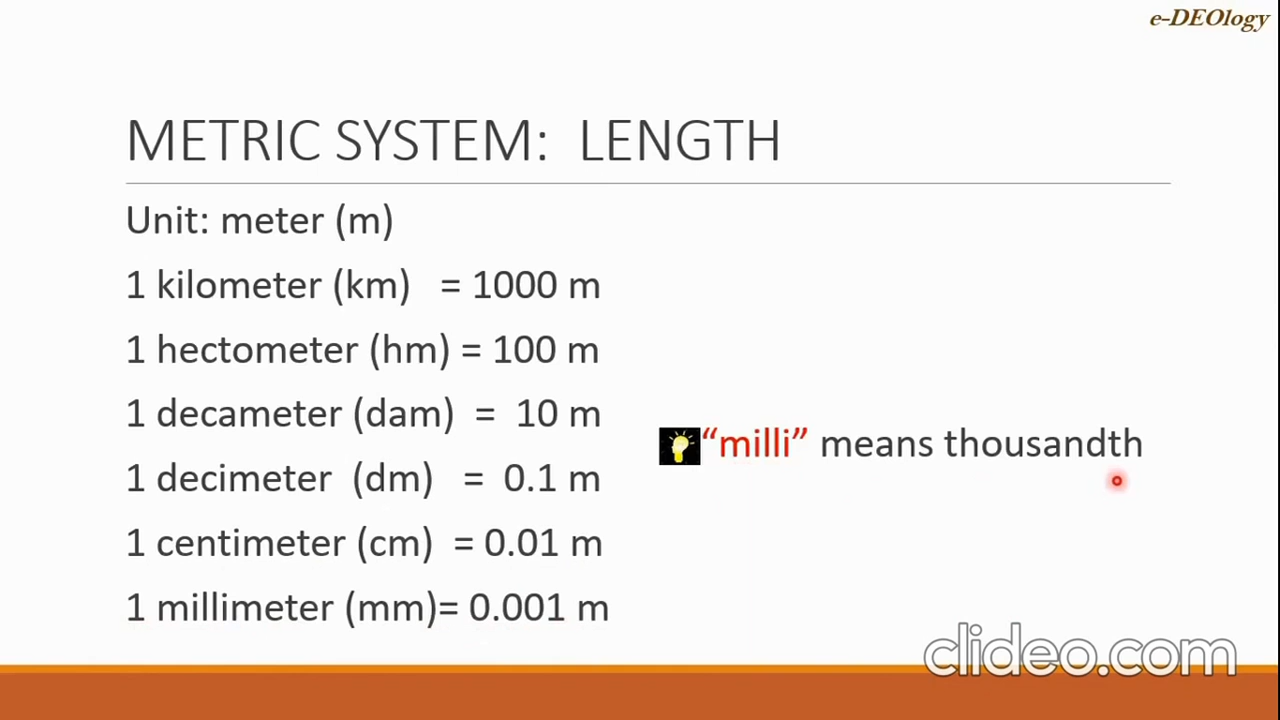 e-DEOlogy
METRIC SYSTEM: LENGTH
Unit: meter (m)
1 kilometer (km) = 1000 m
1 hectometer (hm) = 100 m
1 decameter (dam) = 10 m
“milli” means thousandth
1 decimeter (dm) = 0.1 m
1 centimeter (cm) = 0.01 m
1 millimeter (mm)= 0.001 m
clideo.com